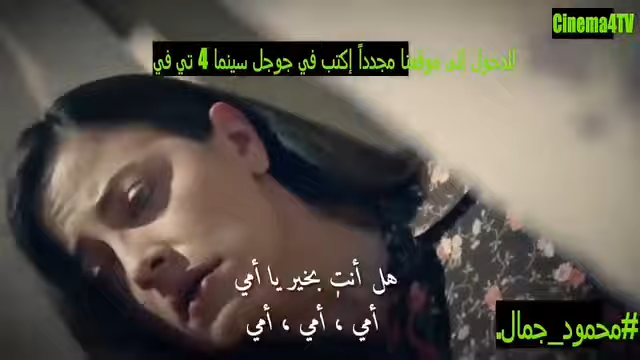 Cinema4TV
للدخول إلى موقعنا مجدداً إكتب في جوجل سينما 4 تي في
هل أنتِ بخير يا أمي
أمي ، أمي ، أمي
#محمود_جمال..